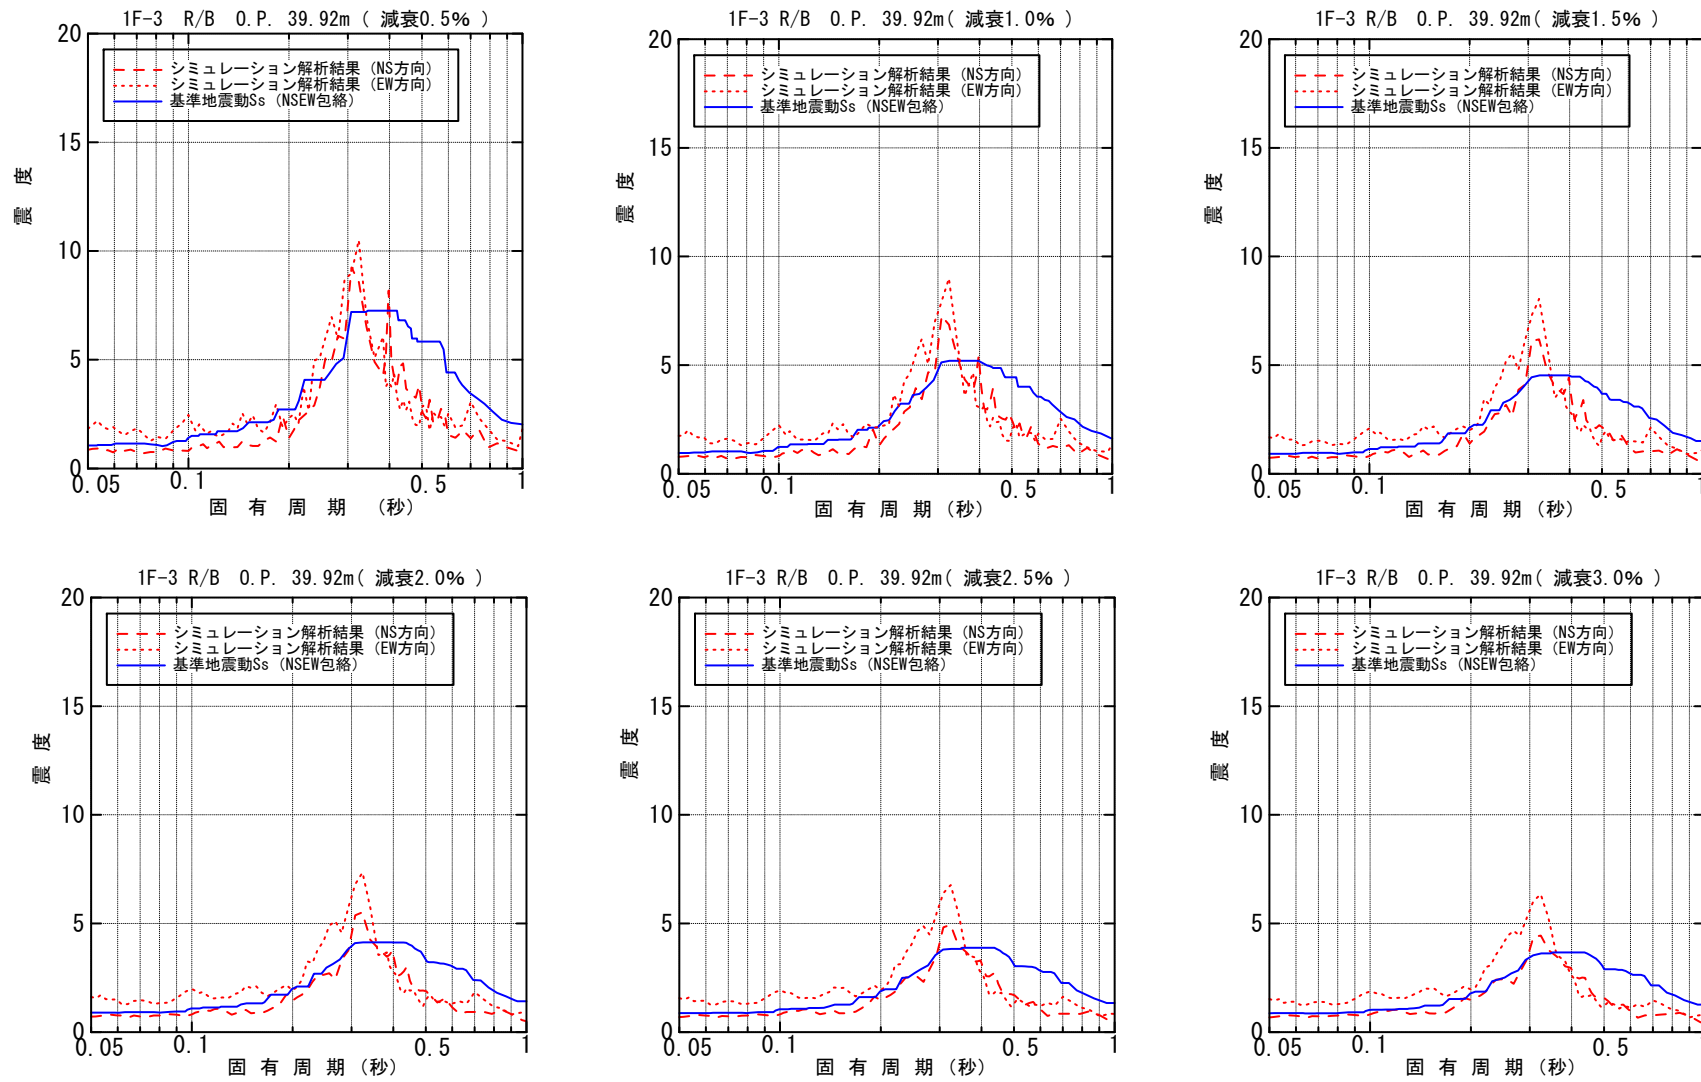 1F-3 R/B O.P. 39.92m ( 減衰0.5% )
20
15
10
5
0
震 度
シミュレーション解析結果 (NS方向)
シミュレーション解析結果 (EW方向)
基準地震動Ss (NSEW包絡)
0.05 0.1 0.5 1
固 有 周 期 (秒)
1F-3 R/B O.P. 39.92m( 減衰1.0% )
20
15
10
5
0
震 度
シミュレーション解析結果 (NS方向)
シミュレーション解析結果 (EW方向)
基準地震動Ss (NSEW包絡)
0.05 0.1 0.5 1
固 有 周 期 (秒)
1F-3 R/B O.P. 39.92m( 減衰1.5% )
20
15
10
5
0
震 度
シミュレーション解析結果 (NS方向)
シミュレーション解析結果 (EW方向)
基準地震動Ss (NSEW包絡)
0.05 0.1 0.5 1
固 有 周 期 (秒)
1F-3 R/B O.P. 39.92m( 減衰2.0% )
20
15
10
5
0
震 度
シミュレーション解析結果 (NS方向)
シミュレーション解析結果 (EW方向)
基準地震動Ss (NSEW包絡)
0.05 0.1 0.5 1
固 有 周 期 (秒)
1F-3 R/B O.P. 39.92m( 減衰2.5% )
20
15
10
5
0
震 度
シミュレーション解析結果 (NS方向)
シミュレーション解析結果 (EW方向)
基準地震動Ss (NSEW包絡)
0.05 0.1 0.5 1
固 有 周 期 (秒)
1F-3 R/B O.P. 39.92m( 減衰3.0% )
20
15
10
5
0
震 度
シミュレーション解析結果 (NS方向)
シミュレーション解析結果 (EW方向)
基準地震動Ss (NSEW包絡)
0.05 0.1 0.5 1
固 有 周 期 (秒)